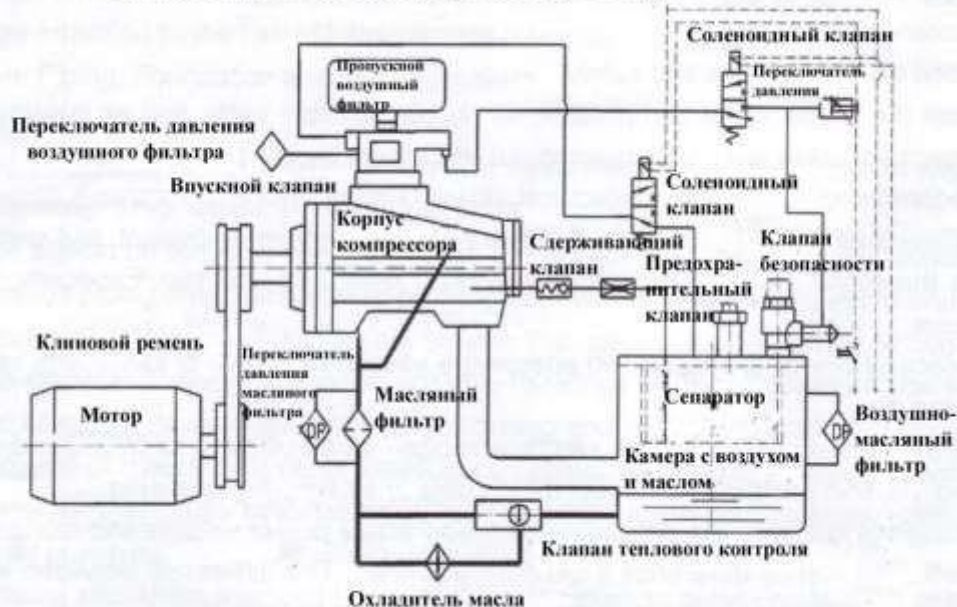 Соленоидный клапан
Пропускной
воздушный
фильтр
Переключатель
давления
Переключатель давления
воздушного фильтра
Впускной клапан
Соленоидный
клапан
Корпус
компрессора
Сдерживающий
клапан
Клапан
безопасности
Предохра-
нительный
клапан
Клиновой ремень
Переключатель
давления
масляного
фильтра
Масляный
фильтр
Мотор
DP
Сепаратор
DP
Воздушно-
масляный
фильтр
Камера с воздухом
и маслом
Клапан теплового контроля
Охладитель масла